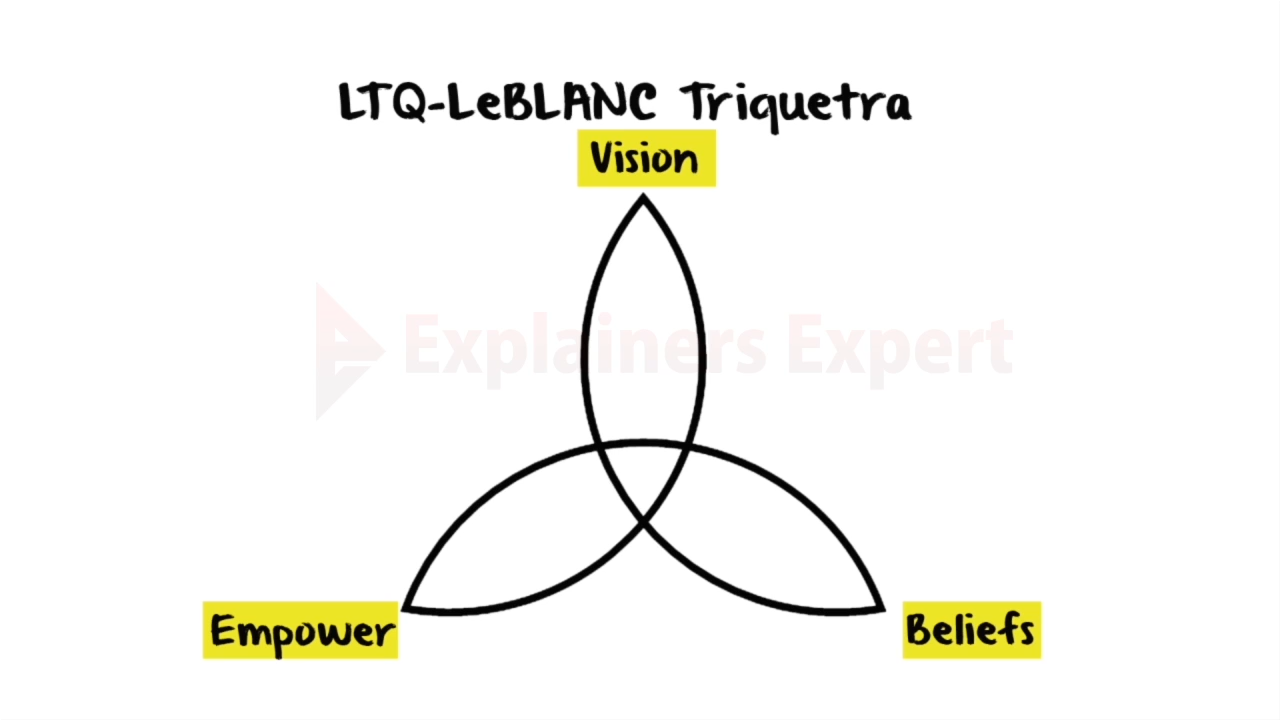 LTQ-LeBLANC Triquetra
Vision
Explainers Expert
Empower
Beliefs